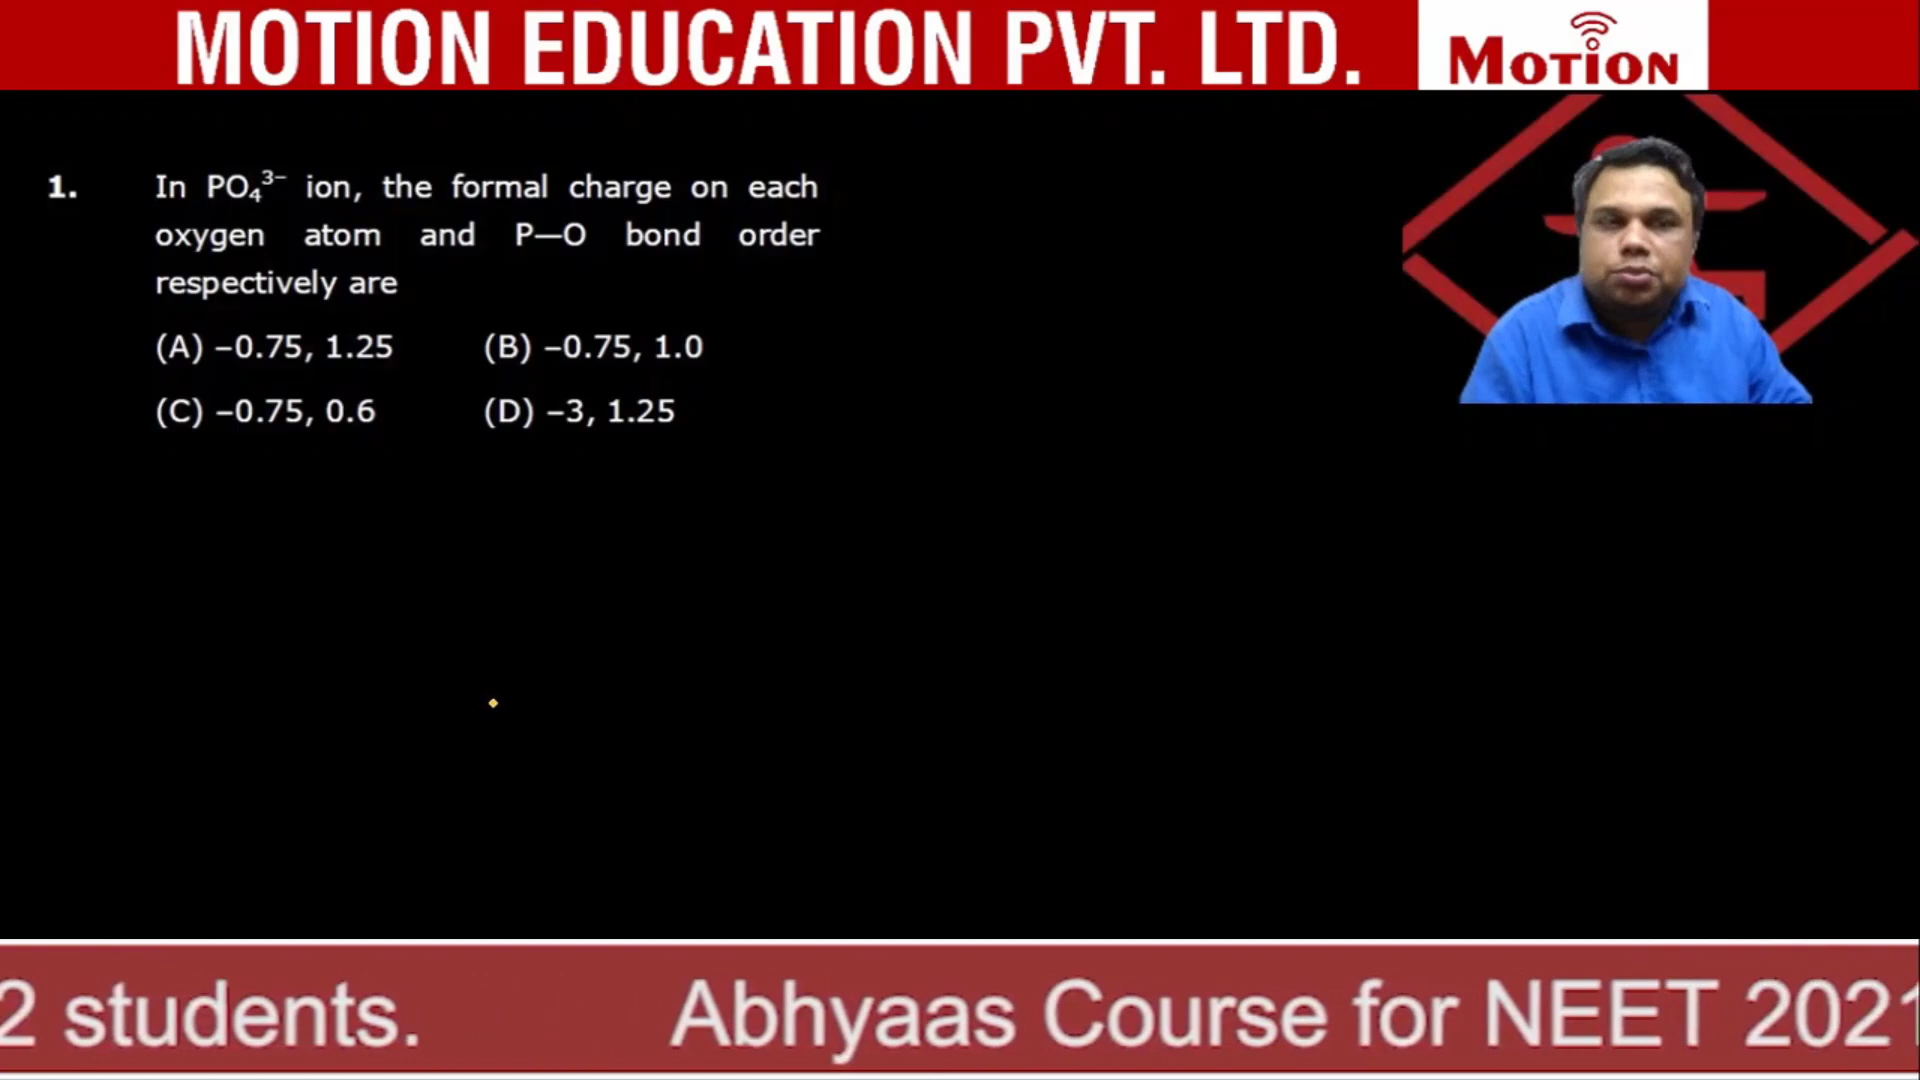 MOTION EDUCATION PVT. LTD.
MOTION
1. In PO₄³⁻ ion, the formal charge on each
oxygen atom and P—O bond order
respectively are
(A) –0.75, 1.25 (B) –0.75, 1.0
(C) –0.75, 0.6 (D) –3, 1.25
2 students. Abhyaas Course for NEET 2021